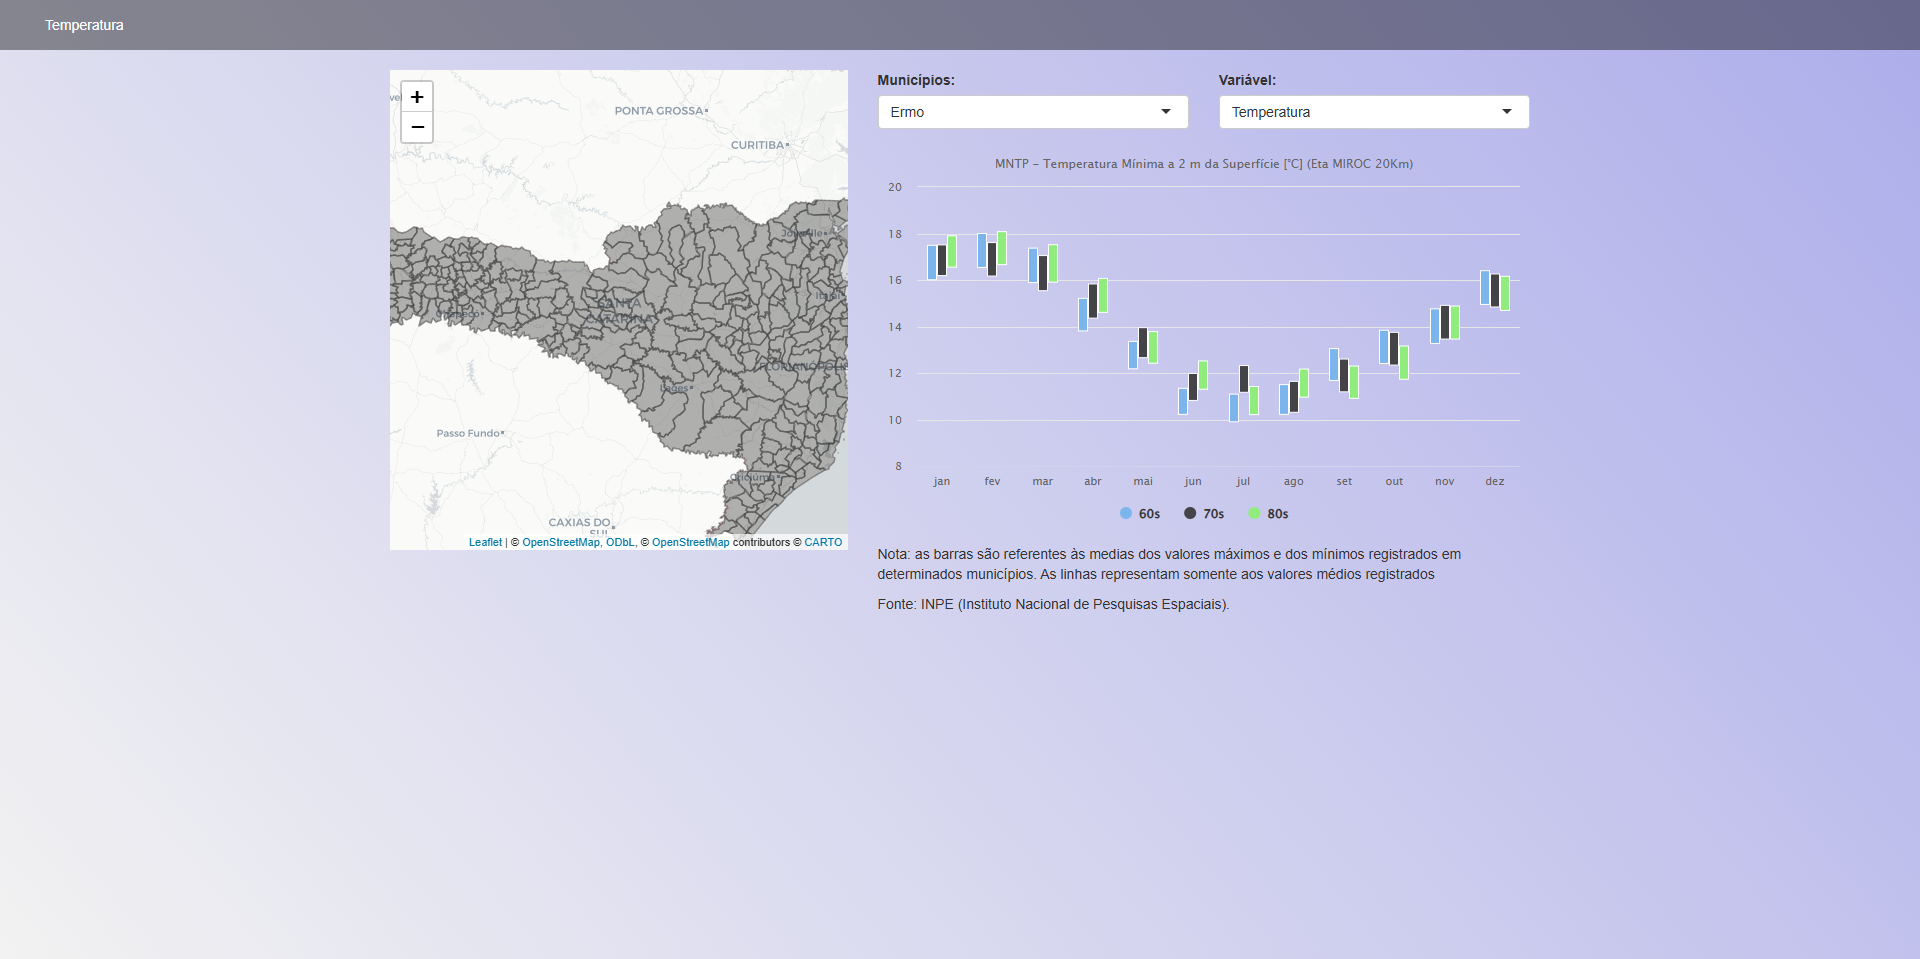 Temperatura
+
−
PONTA GROSSA
CURITIBA
Joinville
Itajaí
SANTA
CATARINA
Chapecó
FLORIANÓPOLIS
Lages
Passo Fundo
Criciúma
CAXIAS DO
SUL
Leaflet | © OpenStreetMap, ODbL, © OpenStreetMap contributors © CARTO
Municípios:
Ermo
Variável:
Temperatura
MNTP – Temperatura Mínima a 2 m da Superfície [°C] (Eta MIROC 20Km)
20
18
16
14
12
10
8
jan fev mar abr mai jun jul ago set out nov dez
60s 70s 80s
Nota: as barras são referentes às medias dos valores máximos e dos mínimos registrados em
determinados municípios. As linhas representam somente aos valores médios registrados
Fonte: INPE (Instituto Nacional de Pesquisas Espaciais).